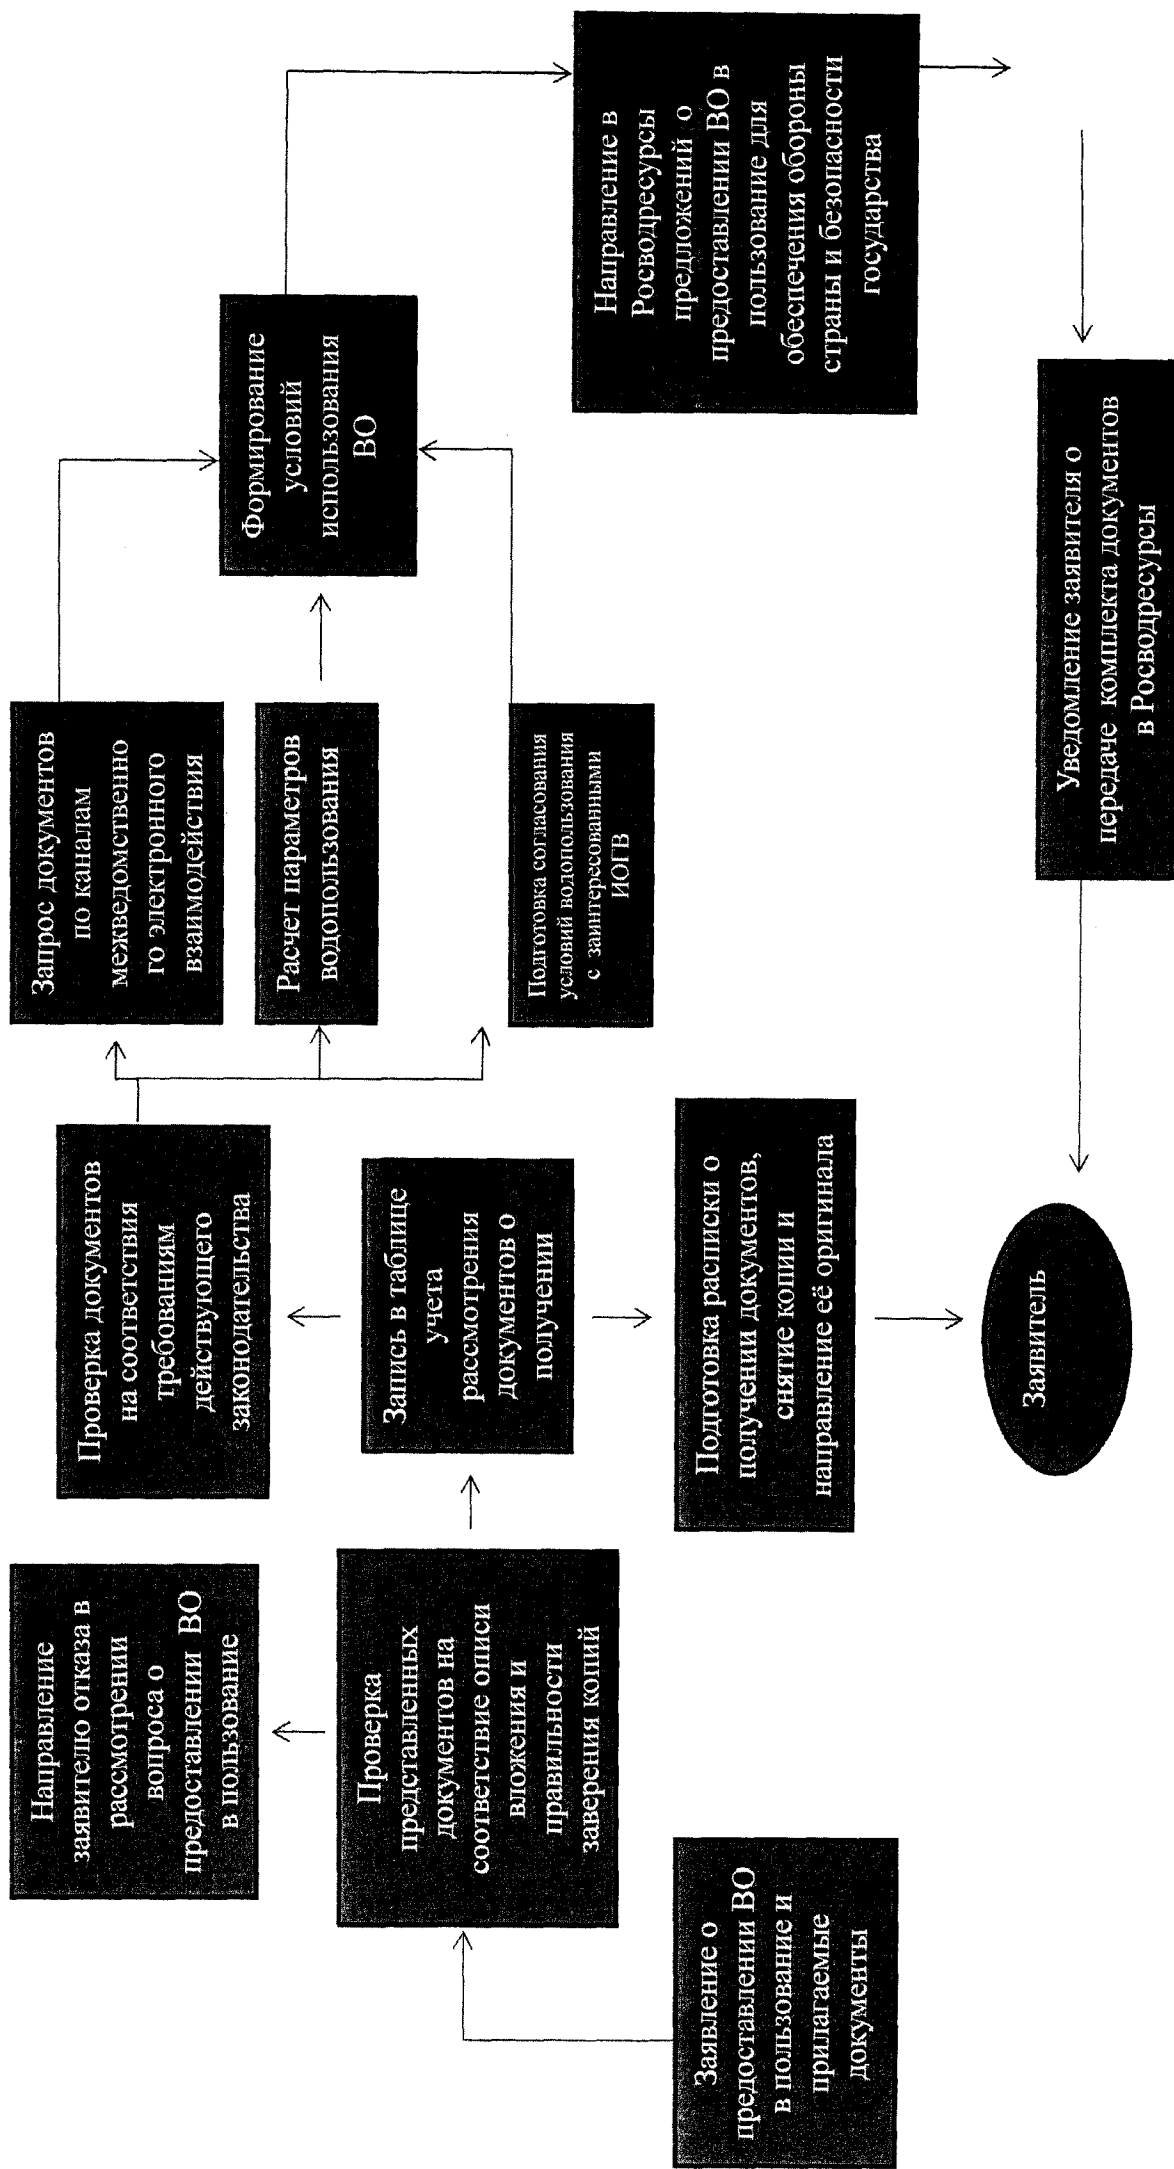 Заявление о
предоставлении ВО
в пользование и
прилагаемые
документы
Направление
заявителю отказа в
рассмотрении
вопроса о
предоставлении ВО
в пользование
Проверка
представленных
документов на
соответствие описи
вложения и
правильности
заверения копий
Проверка документов
на соответствия
требованиям
действующего
законодательства
Запись в таблице
учета
рассмотрения
документов о
получении
Подготовка расписки о
получении документов,
снятие копии и
направление её оригинала
Заявитель
Запрос документов
по каналам
межведомственно
го электронного
взаимодействия
Расчет параметров
водопользования
Подготовка согласования
условий водопользования
с заинтересованными
ИОГВ
Формирование
условий
использования
ВО
Направление в
Росводресурсы
предложений о
предоставлении ВО в
пользование для
обеспечения обороны
страны и безопасности
государства
Уведомление заявителя о
передаче комплекта документов
в Росводресурсы